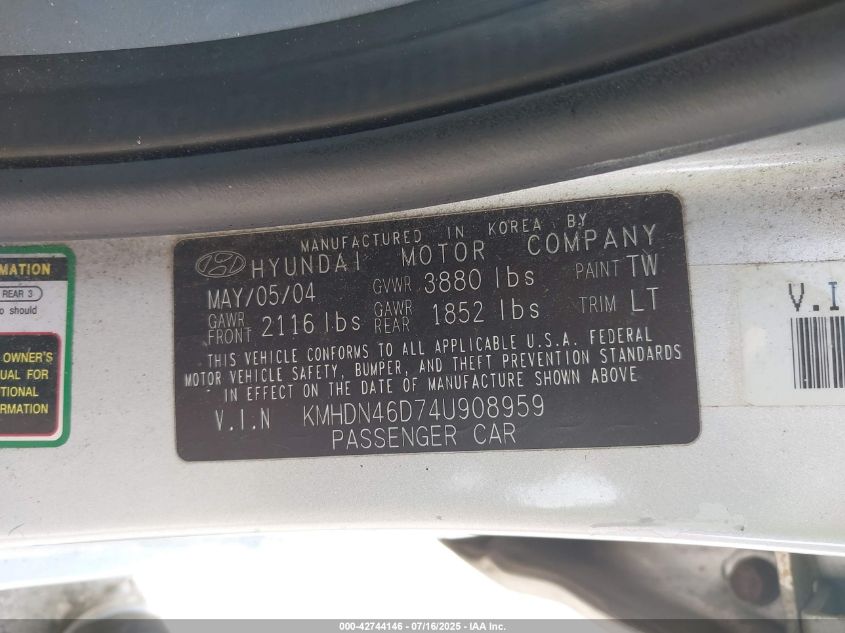 MANUFACTURED IN KOREA BY
HYUNDAI MOTOR COMPANY
MAY/05/04 GVWR 3880 lbs PAINT TW
GAWR FRONT 2116 lbs GAWR REAR 1852 lbs TRIM LT
THIS VEHICLE CONFORMS TO ALL APPLICABLE U.S.A. FEDERAL
MOTOR VEHICLE SAFETY, BUMPER, AND THEFT PREVENTION STANDARDS
IN EFFECT ON THE DATE OF MANUFACTURE SHOWN ABOVE
V.I.N KMHDN46D74U908959
PASSENGER CAR
MATION
REAR 3
should
OWNER'S
UAL FOR
TIONAL
MATION
V.I
000-42744146 - 07/16/2025 - IAA Inc.